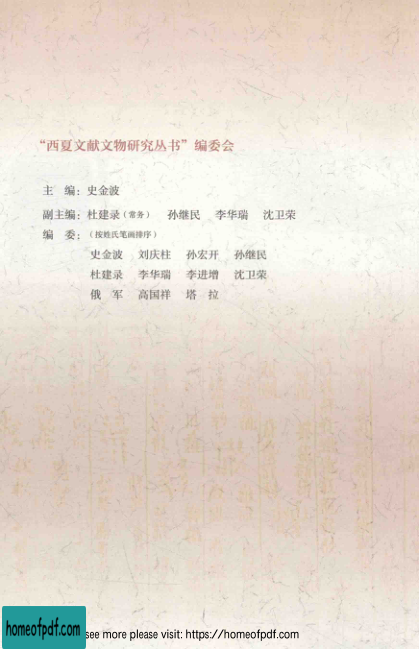 “西夏文献文物研究丛书”编委会
主　编：史金波
副主编：杜建录（常务）　孙继民　李华瑞　沈卫荣
编　委：（按姓氏笔画排序）
史金波　刘庆柱　孙宏开　孙继民
杜建录　李华瑞　李进增　沈卫荣
俄　军　高国祥　塔　拉
homeofpdf.com
see more please visit: https://homeofpdf.com